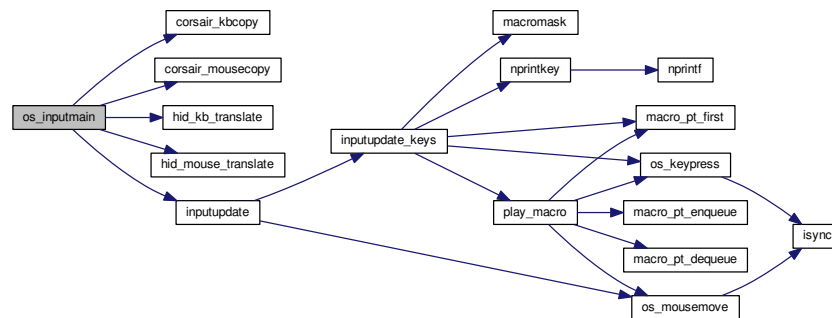 os_inputmain
corsair_kbcopy
corsair_mousecopy
hid_kb_translate
hid_mouse_translate
inputupdate
inputupdate_keys
macromask
nprintkey
nprintf
macro_pt_first
os_keypress
play_macro
macro_pt_enqueue
macro_pt_dequeue
os_mousemove
isync